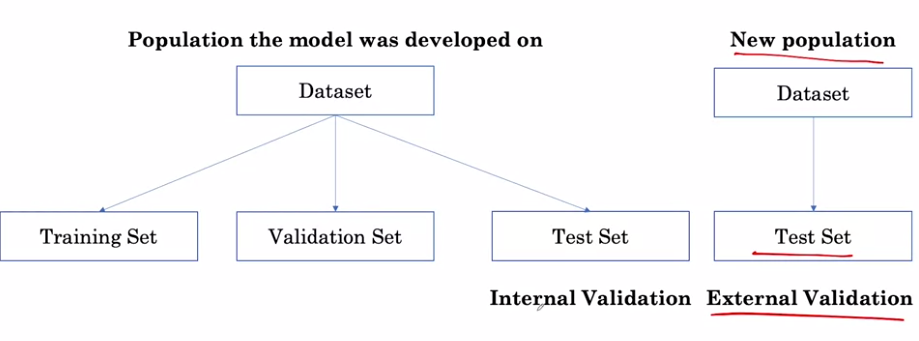 Population the model was developed on
New population
Dataset
Dataset
Training Set
Validation Set
Test Set
Test Set
Internal Validation
External Validation